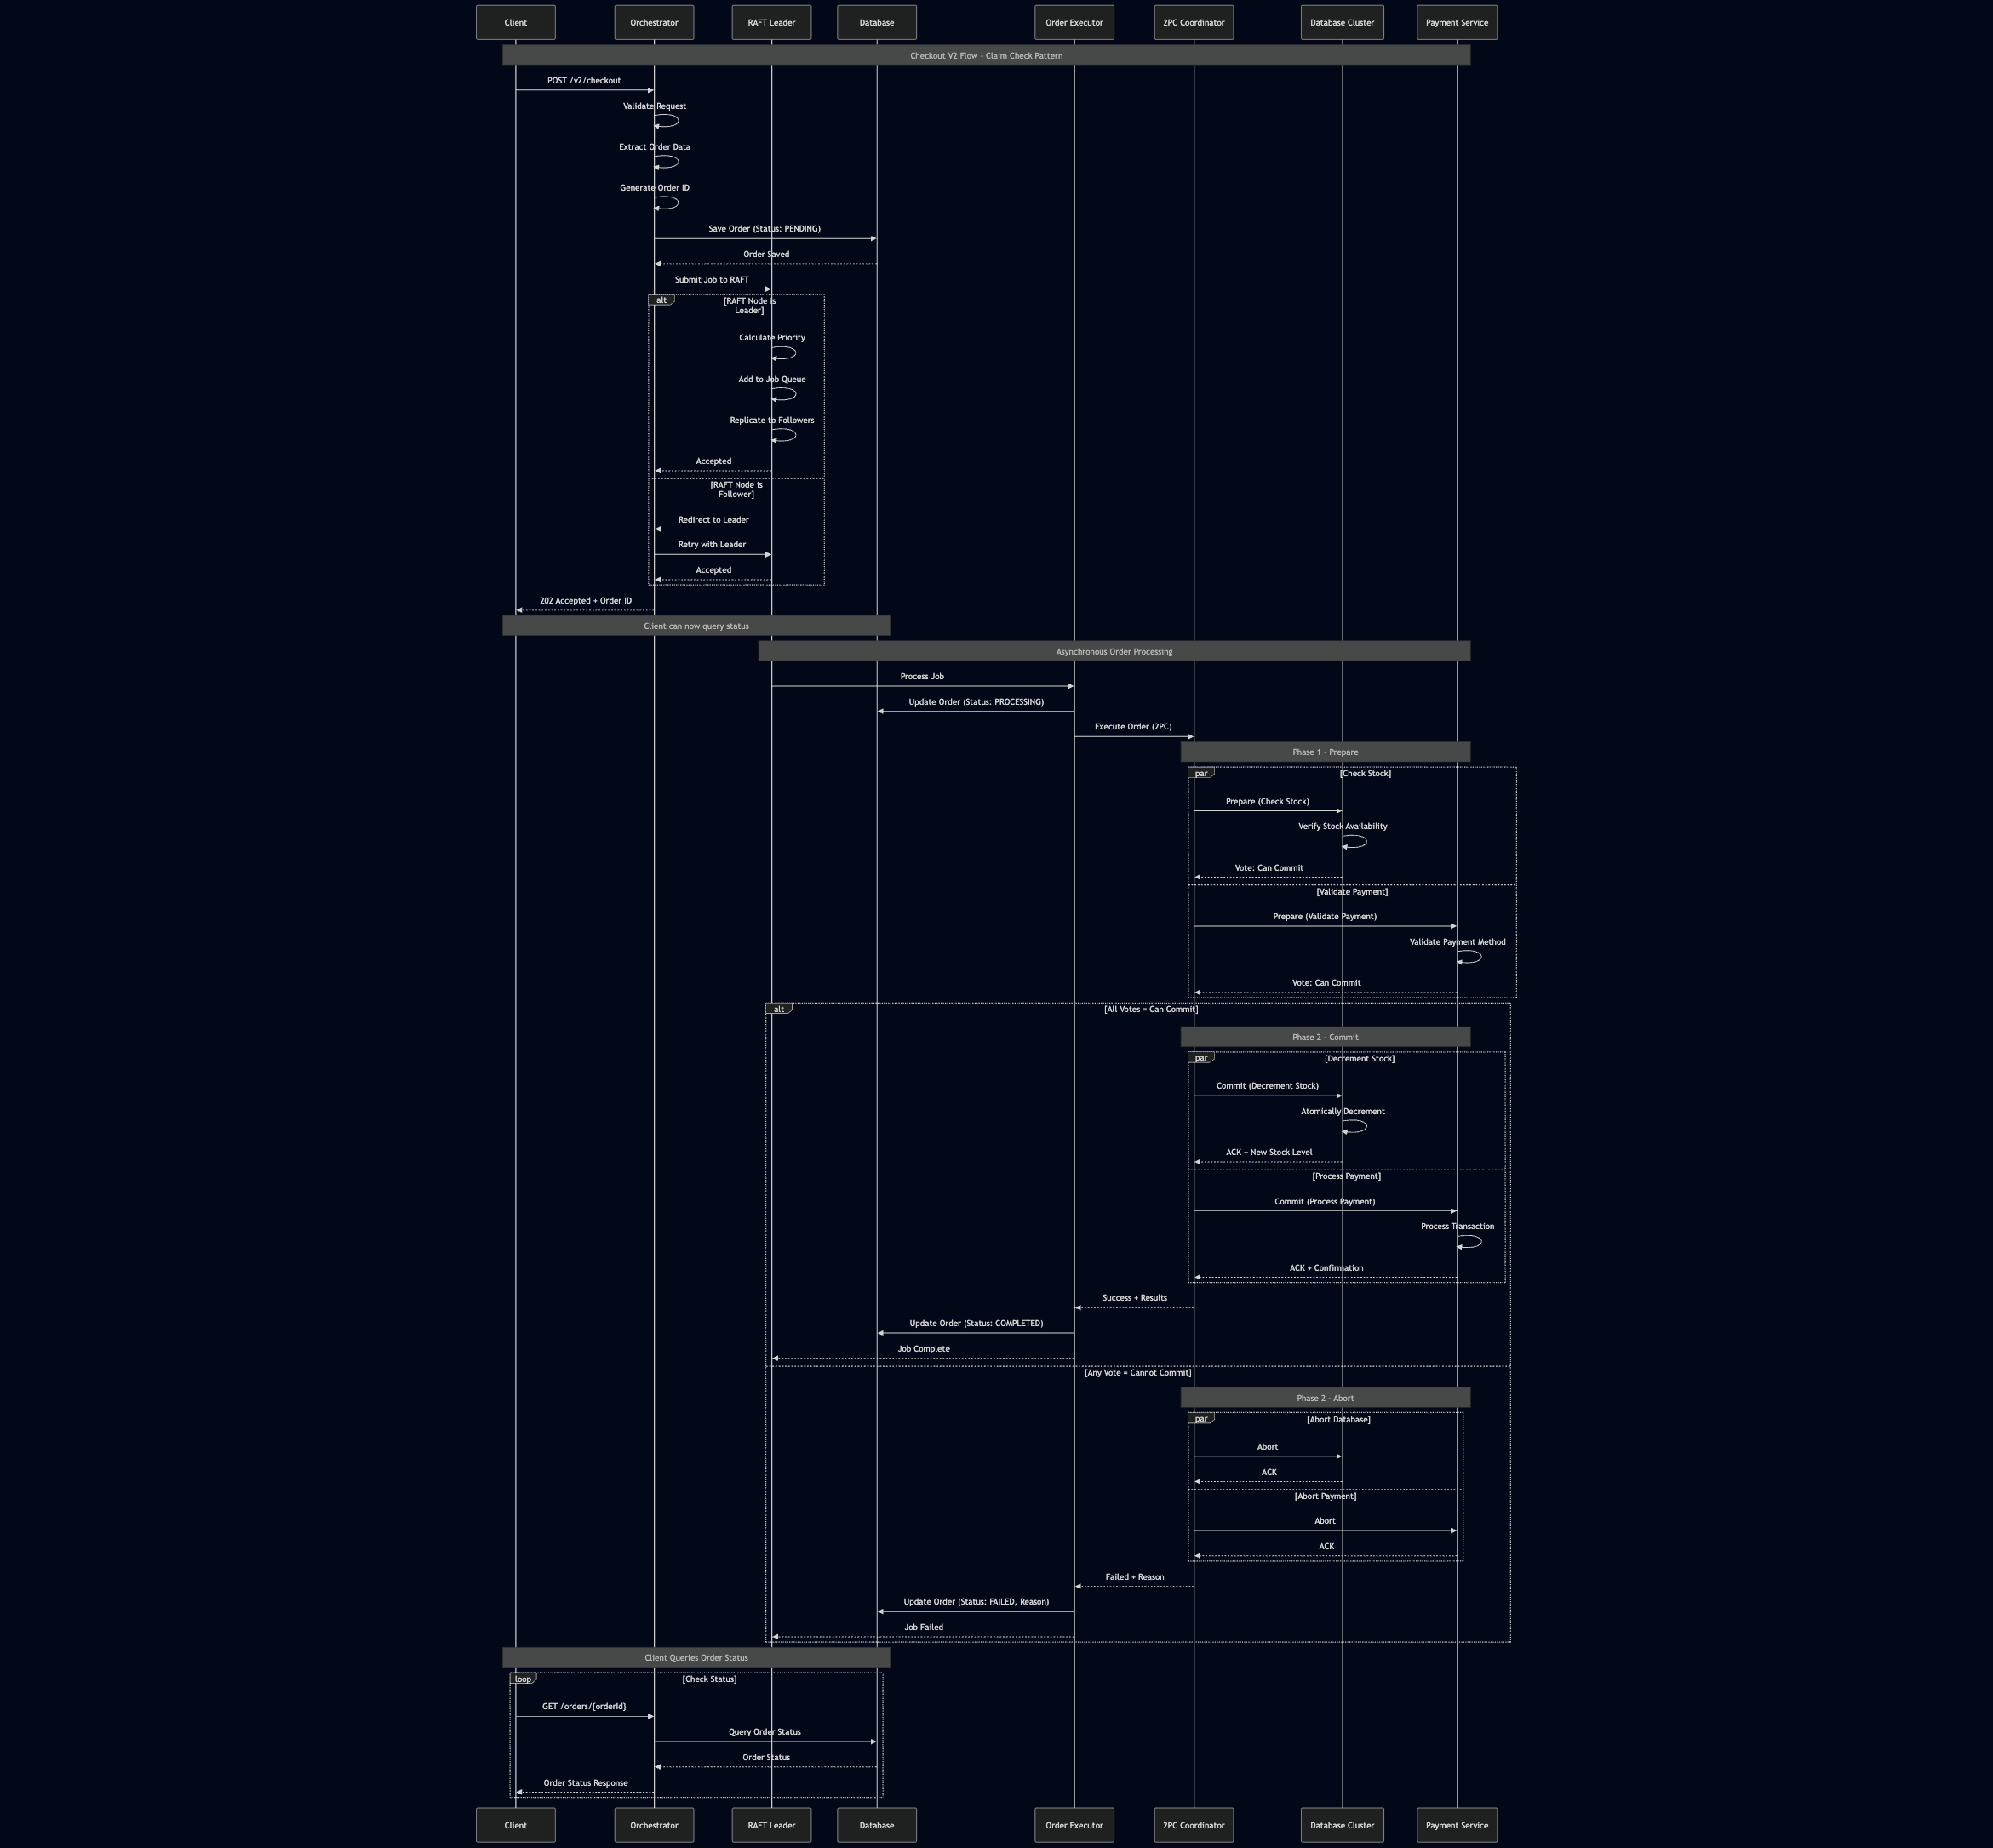 Client
Orchestrator
RAFT Leader
Database
Order Executor
2PC Coordinator
Database Cluster
Payment Service
Checkout V2 Flow - Claim Check Pattern
POST /v2/checkout
Validate Request
Extract Order Data
Generate Order ID
Save Order (Status: PENDING)
Order Saved
Submit Job to RAFT
alt
[RAFT Node is
Leader]
Calculate Priority
Add to Job Queue
Replicate to Followers
Accepted
[RAFT Node is
Follower]
Redirect to Leader
Retry with Leader
Accepted
202 Accepted + Order ID
Client can now query status
Asynchronous Order Processing
Process Job
Update Order (Status: PROCESSING)
Execute Order (2PC)
Phase 1 - Prepare
par
[Check Stock]
Prepare (Check Stock)
Verify Stock Availability
Vote: Can Commit
[Validate Payment]
Prepare (Validate Payment)
Validate Payment Method
Vote: Can Commit
alt
[All Votes = Can Commit]
Phase 2 - Commit
par
[Decrement Stock]
Commit (Decrement Stock)
Atomically Decrement
ACK + New Stock Level
[Process Payment]
Commit (Process Payment)
Process Transaction
ACK + Confirmation
Success + Results
Update Order (Status: COMPLETED)
Job Complete
[Any Vote = Cannot Commit]
Phase 2 - Abort
par
[Abort Database]
Abort
ACK
[Abort Payment]
Abort
ACK
Failed + Reason
Update Order (Status: FAILED, Reason)
Job Failed
Client Queries Order Status
loop
[Check Status]
GET /orders/{orderId}
Query Order Status
Order Status
Order Status Response
Client
Orchestrator
RAFT Leader
Database
Order Executor
2PC Coordinator
Database Cluster
Payment Service